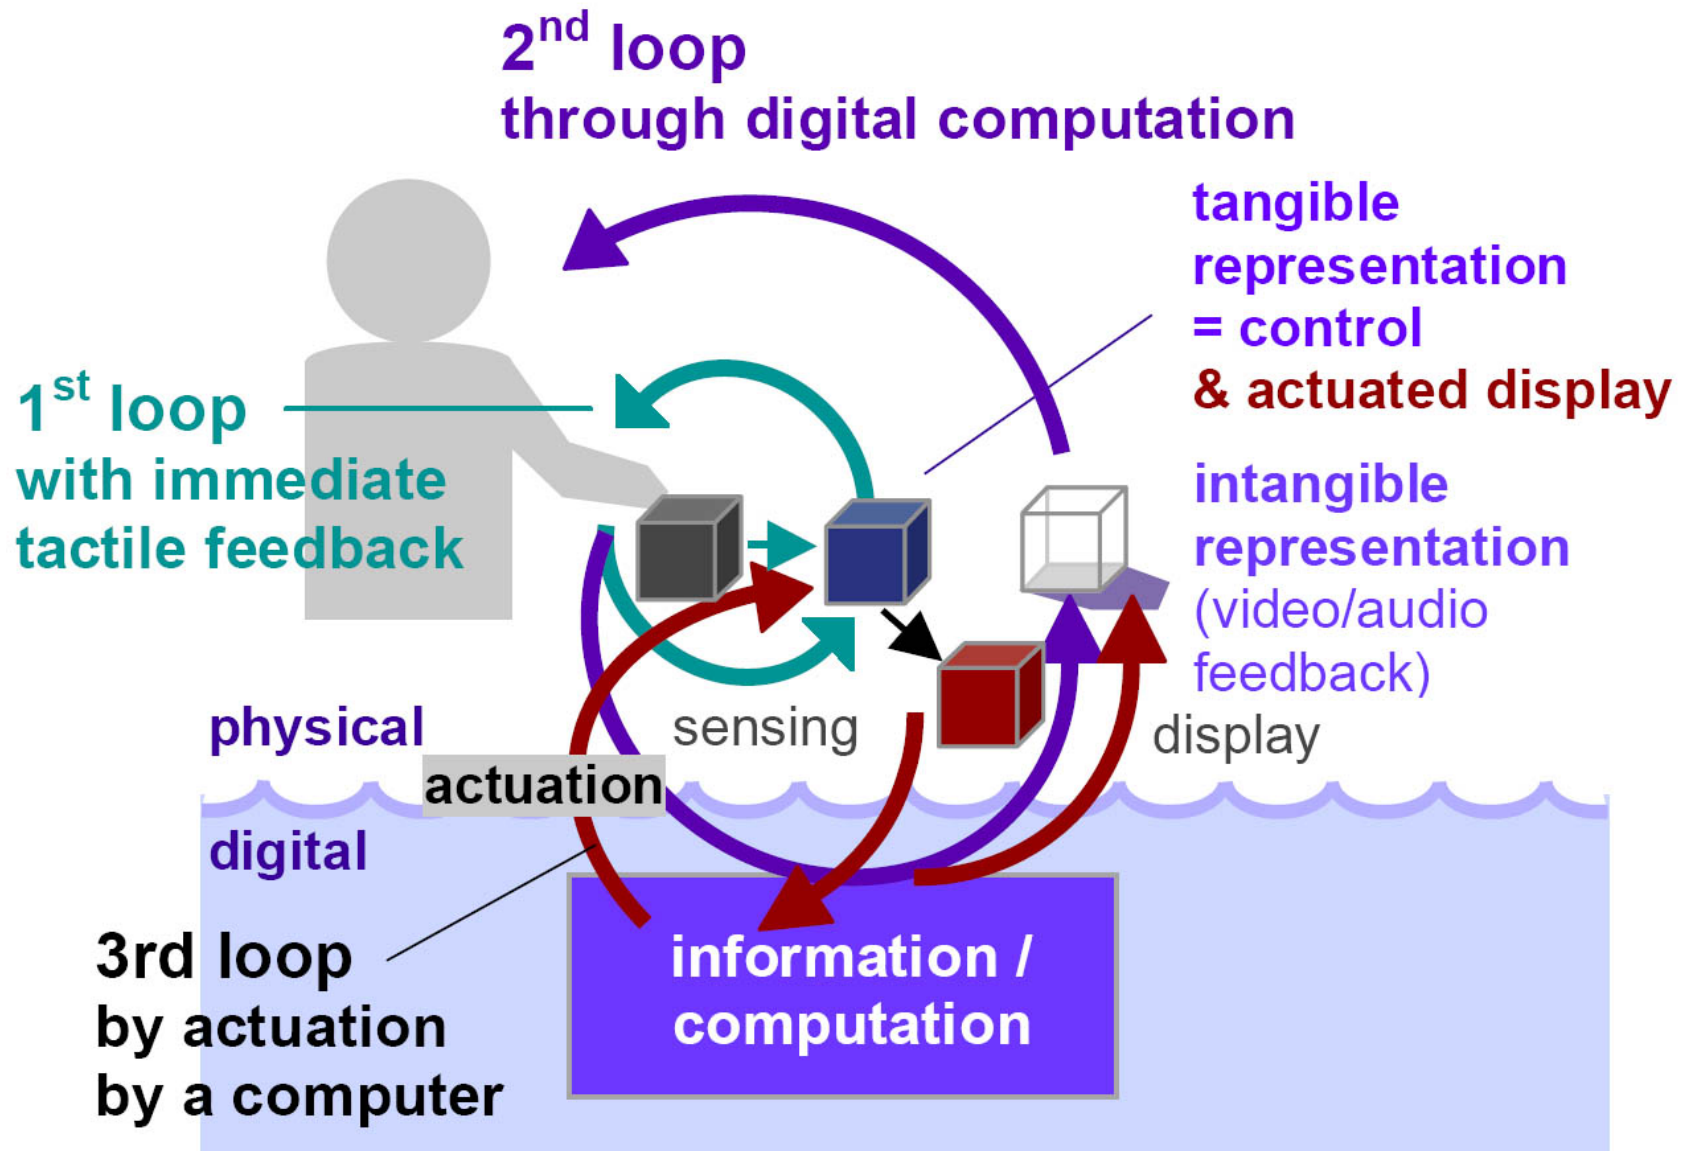 2nd loop
through digital computation
tangible
representation
= control
& actuated display
1st loop
with immediate
tactile feedback
intangible
representation
(video/audio
feedback)
physical
sensing
display
actuation
digital
3rd loop
by actuation
by a computer
information /
computation